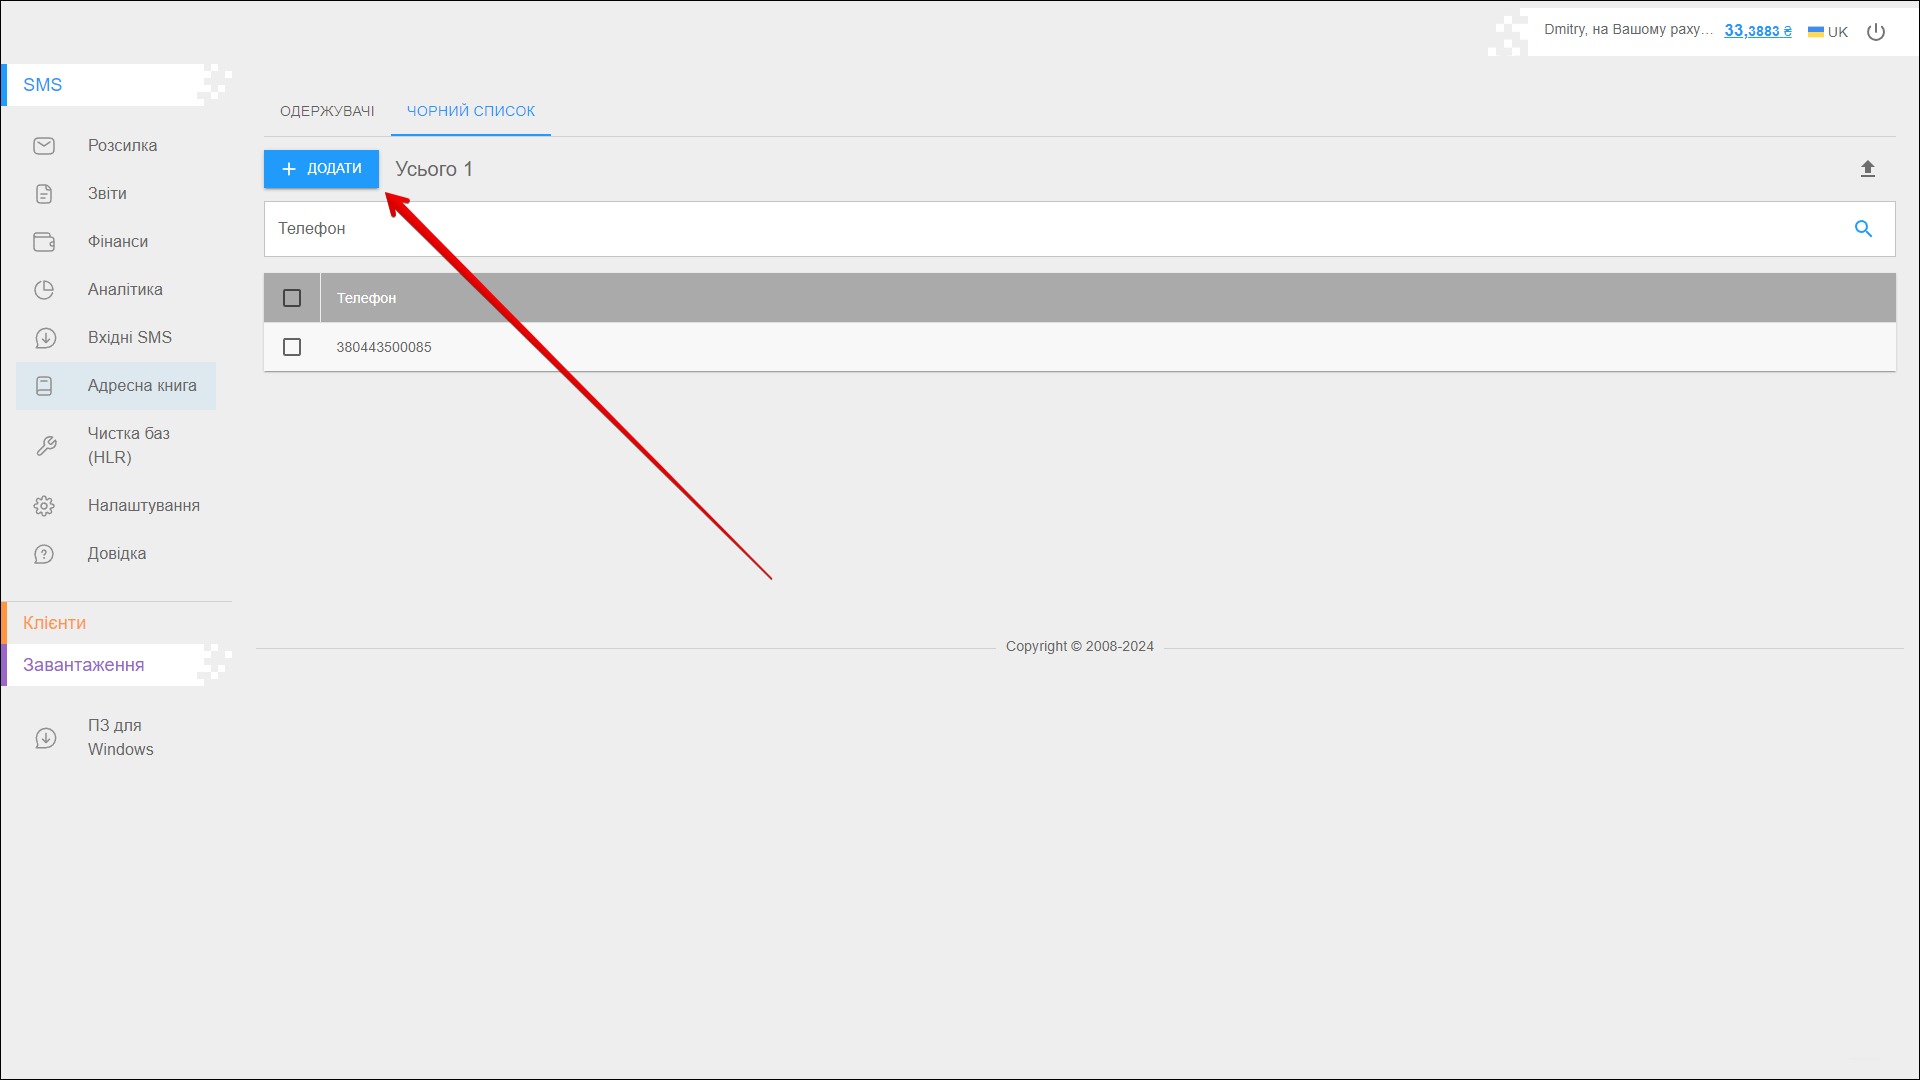 Dmitry, на Вашому раху... 33,3883 ₴ UK
SMS
Розсилка
Звіти
Фінанси
Аналітика
Вхідні SMS
Адресна книга
Чистка баз
(HLR)
Налаштування
Довідка
Клієнти
Завантаження
ПЗ для
Windows
ОДЕРЖУВАЧІ ЧОРНИЙ СПИСОК
ДОДАТИ Усього 1
Телефон
Телефон
380443500085
Copyright © 2008-2024